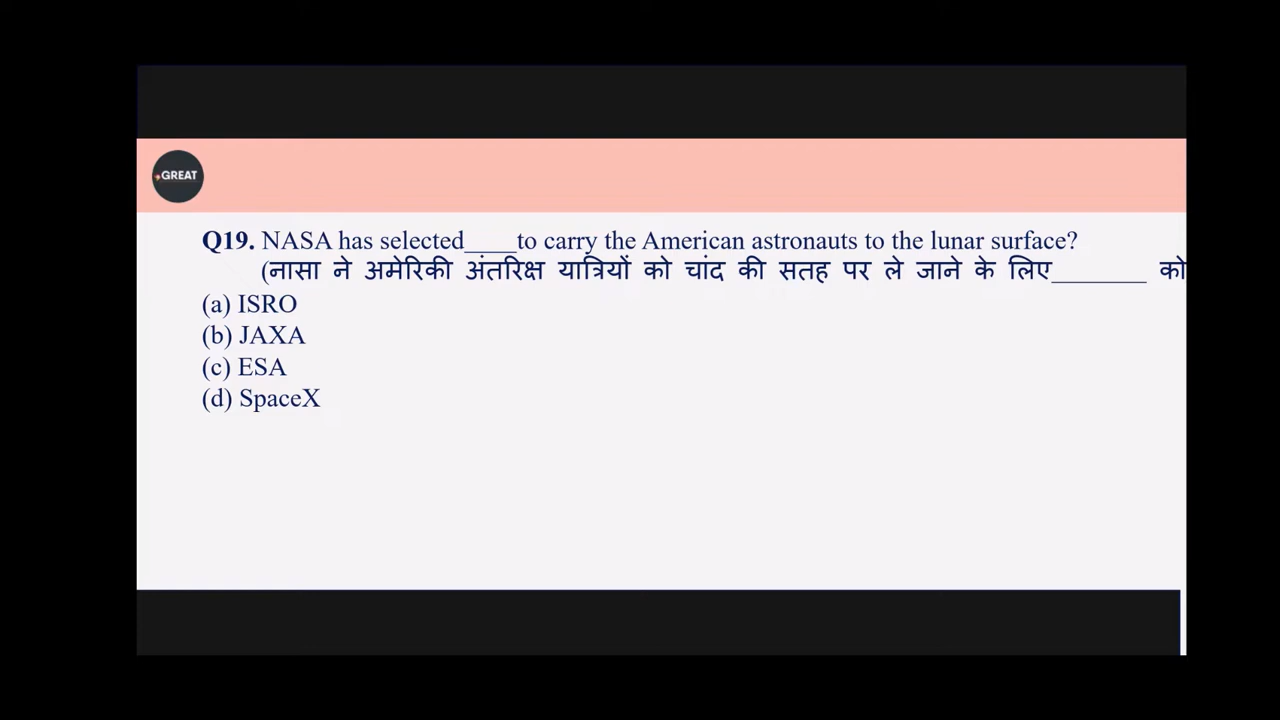 GREAT
Q19. NASA has selected____to carry the American astronauts to the lunar surface?
(नासा ने अमेरिकी अंतरिक्ष यात्रियों को चांद की सतह पर ले जाने के लिए________ को
(a) ISRO
(b) JAXA
(c) ESA
(d) SpaceX